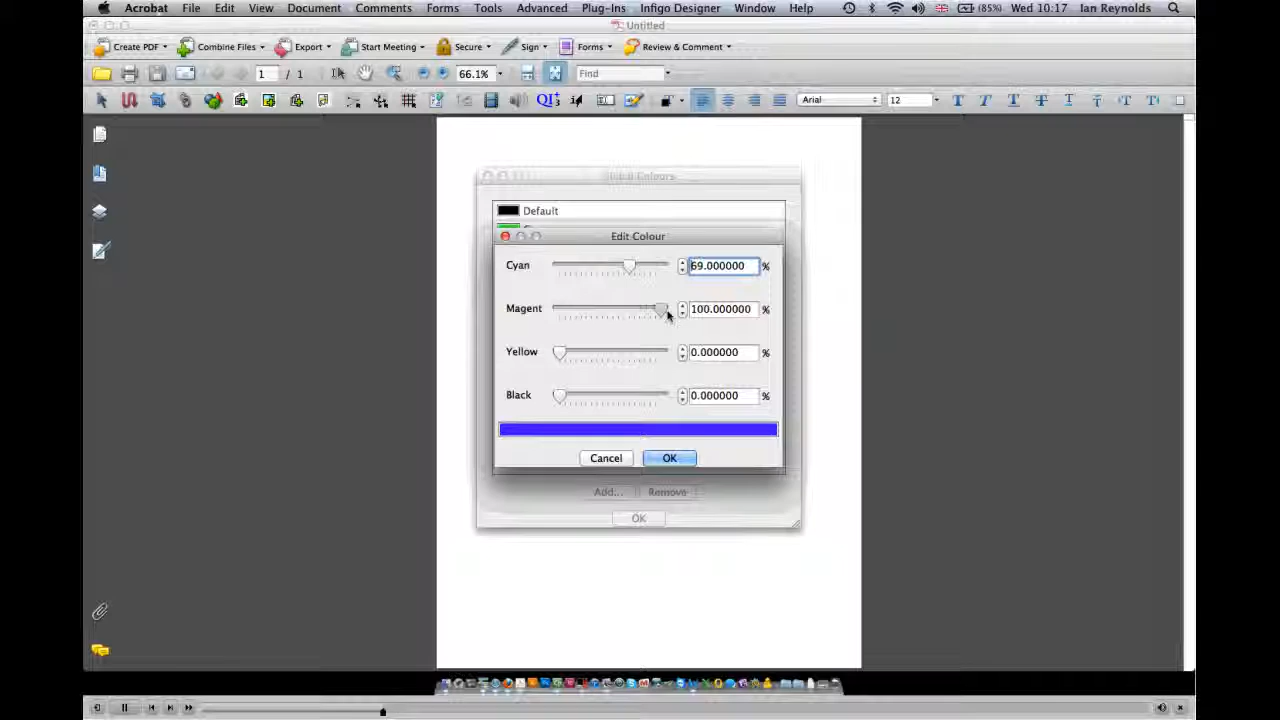 Acrobat File Edit View Document Comments Forms Tools Advanced Plug-Ins Infigo Designer Window Help (85%) Wed 10:17 Ian Reynolds
Untitled
Create PDF Combine Files Export Start Meeting Secure Sign Forms Review & Comment
1 / 1 66.1% Find
QI Arial 12 T T T T T T T T
Colours
Default
Edit Colour
Cyan 69.000000 %
Magent 100.000000 %
Yellow 0.000000 %
Black 0.000000 %
Cancel OK
Add... Remove
OK